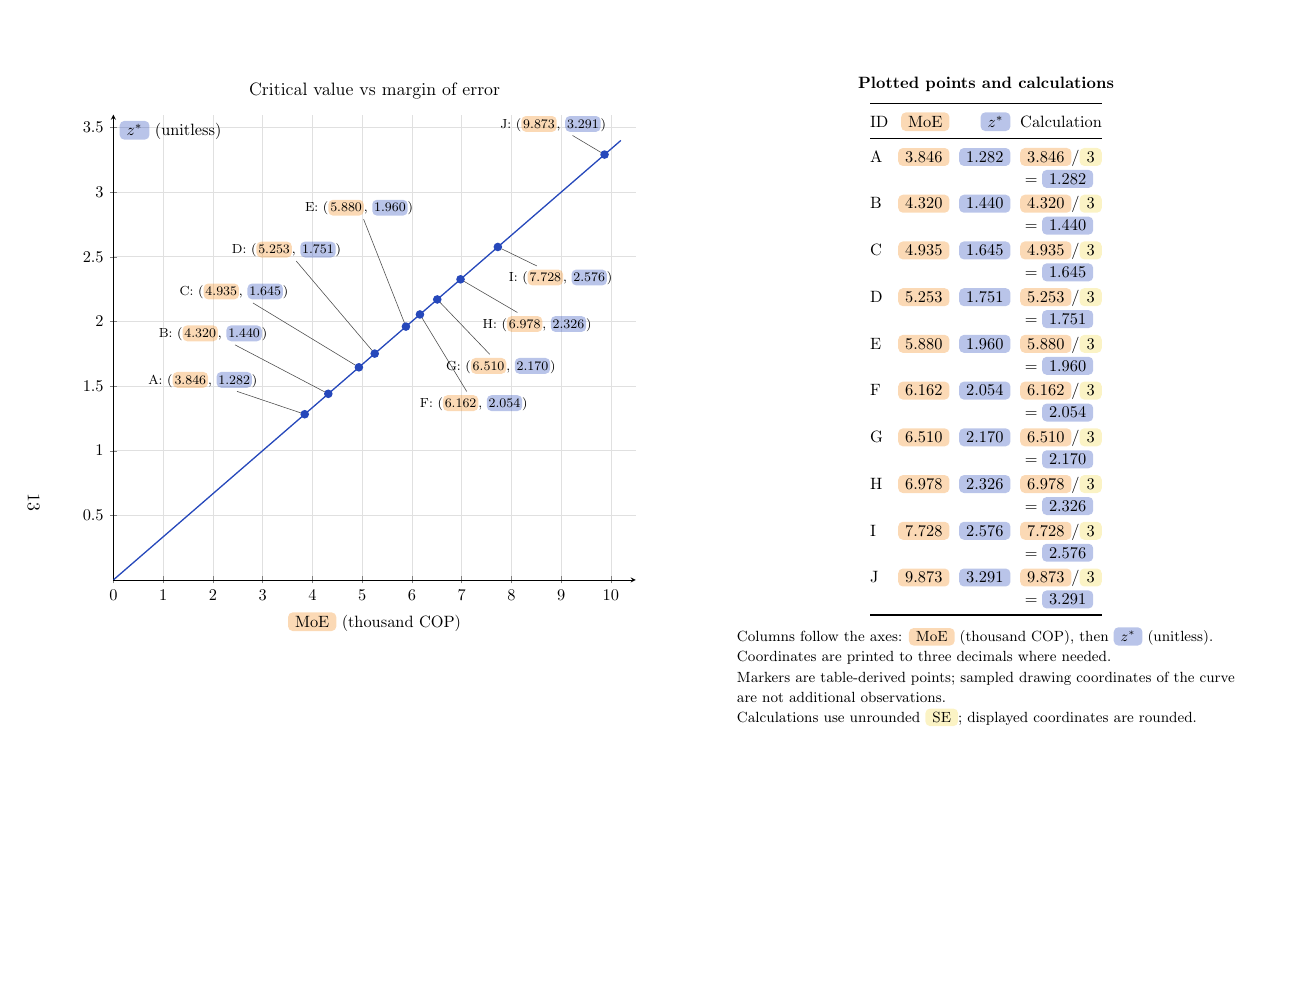 Critical value vs margin of error
z* (unitless)
3.5
3
2.5
2
1.5
1
0.5
0 1 2 3 4 5 6 7 8 9 10
MoE (thousand COP)
J: (9.873, 3.291)
E: (5.880, 1.960)
D: (5.253, 1.751)
I: (7.728, 2.576)
C: (4.935, 1.645)
H: (6.978, 2.326)
B: (4.320, 1.440)
G: (6.510, 2.170)
A: (3.846, 1.282)
F: (6.162, 2.054)
13
Plotted points and calculations
ID MoE z* Calculation
A 3.846 1.282 3.846 / 3
= 1.282
B 4.320 1.440 4.320 / 3
= 1.440
C 4.935 1.645 4.935 / 3
= 1.645
D 5.253 1.751 5.253 / 3
= 1.751
E 5.880 1.960 5.880 / 3
= 1.960
F 6.162 2.054 6.162 / 3
= 2.054
G 6.510 2.170 6.510 / 3
= 2.170
H 6.978 2.326 6.978 / 3
= 2.326
I 7.728 2.576 7.728 / 3
= 2.576
J 9.873 3.291 9.873 / 3
= 3.291
Columns follow the axes: MoE (thousand COP), then z* (unitless).
Coordinates are printed to three decimals where needed.
Markers are table-derived points; sampled drawing coordinates of the curve
are not additional observations.
Calculations use unrounded SE ; displayed coordinates are rounded.